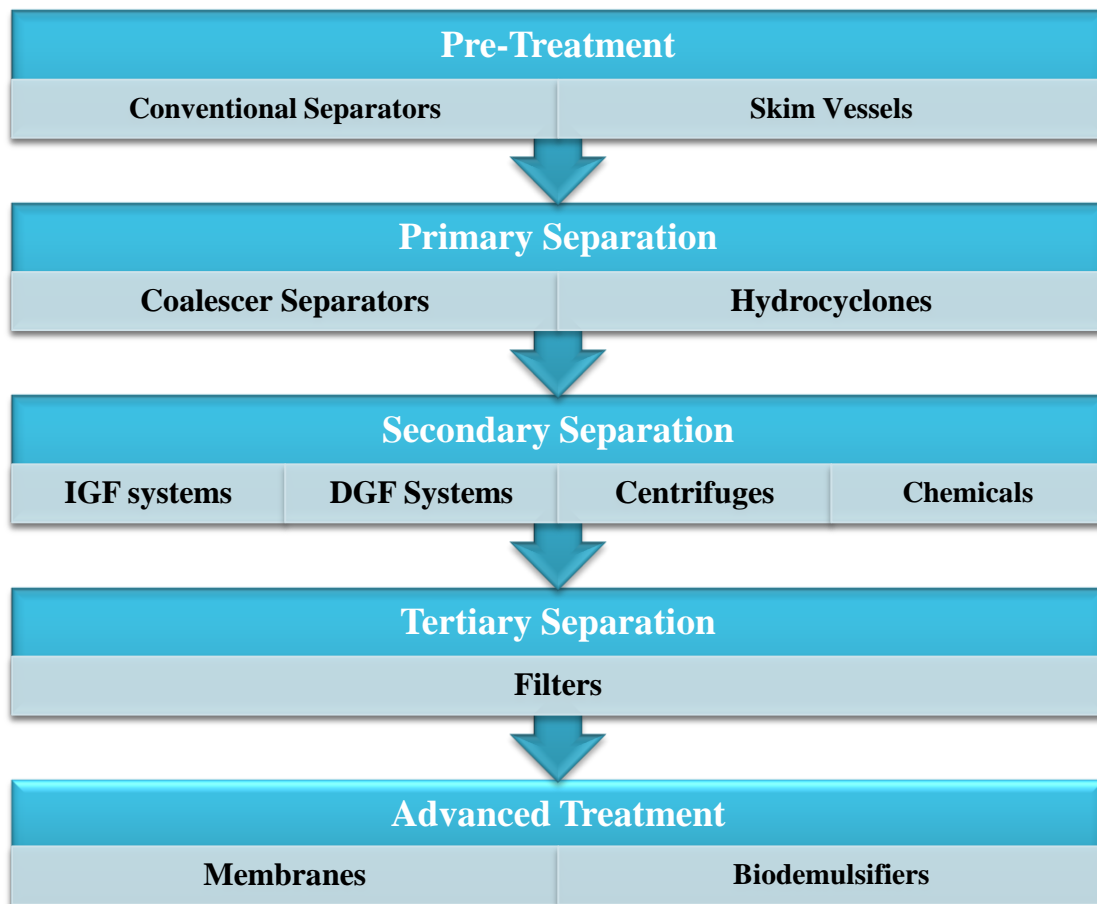 Pre-Treatment
Conventional Separators
Skim Vessels
Primary Separation
Coalescer Separators
Hydrocyclones
Secondary Separation
IGF systems
DGF Systems
Centrifuges
Chemicals
Tertiary Separation
Filters
Advanced Treatment
Membranes
Biodemulsifiers